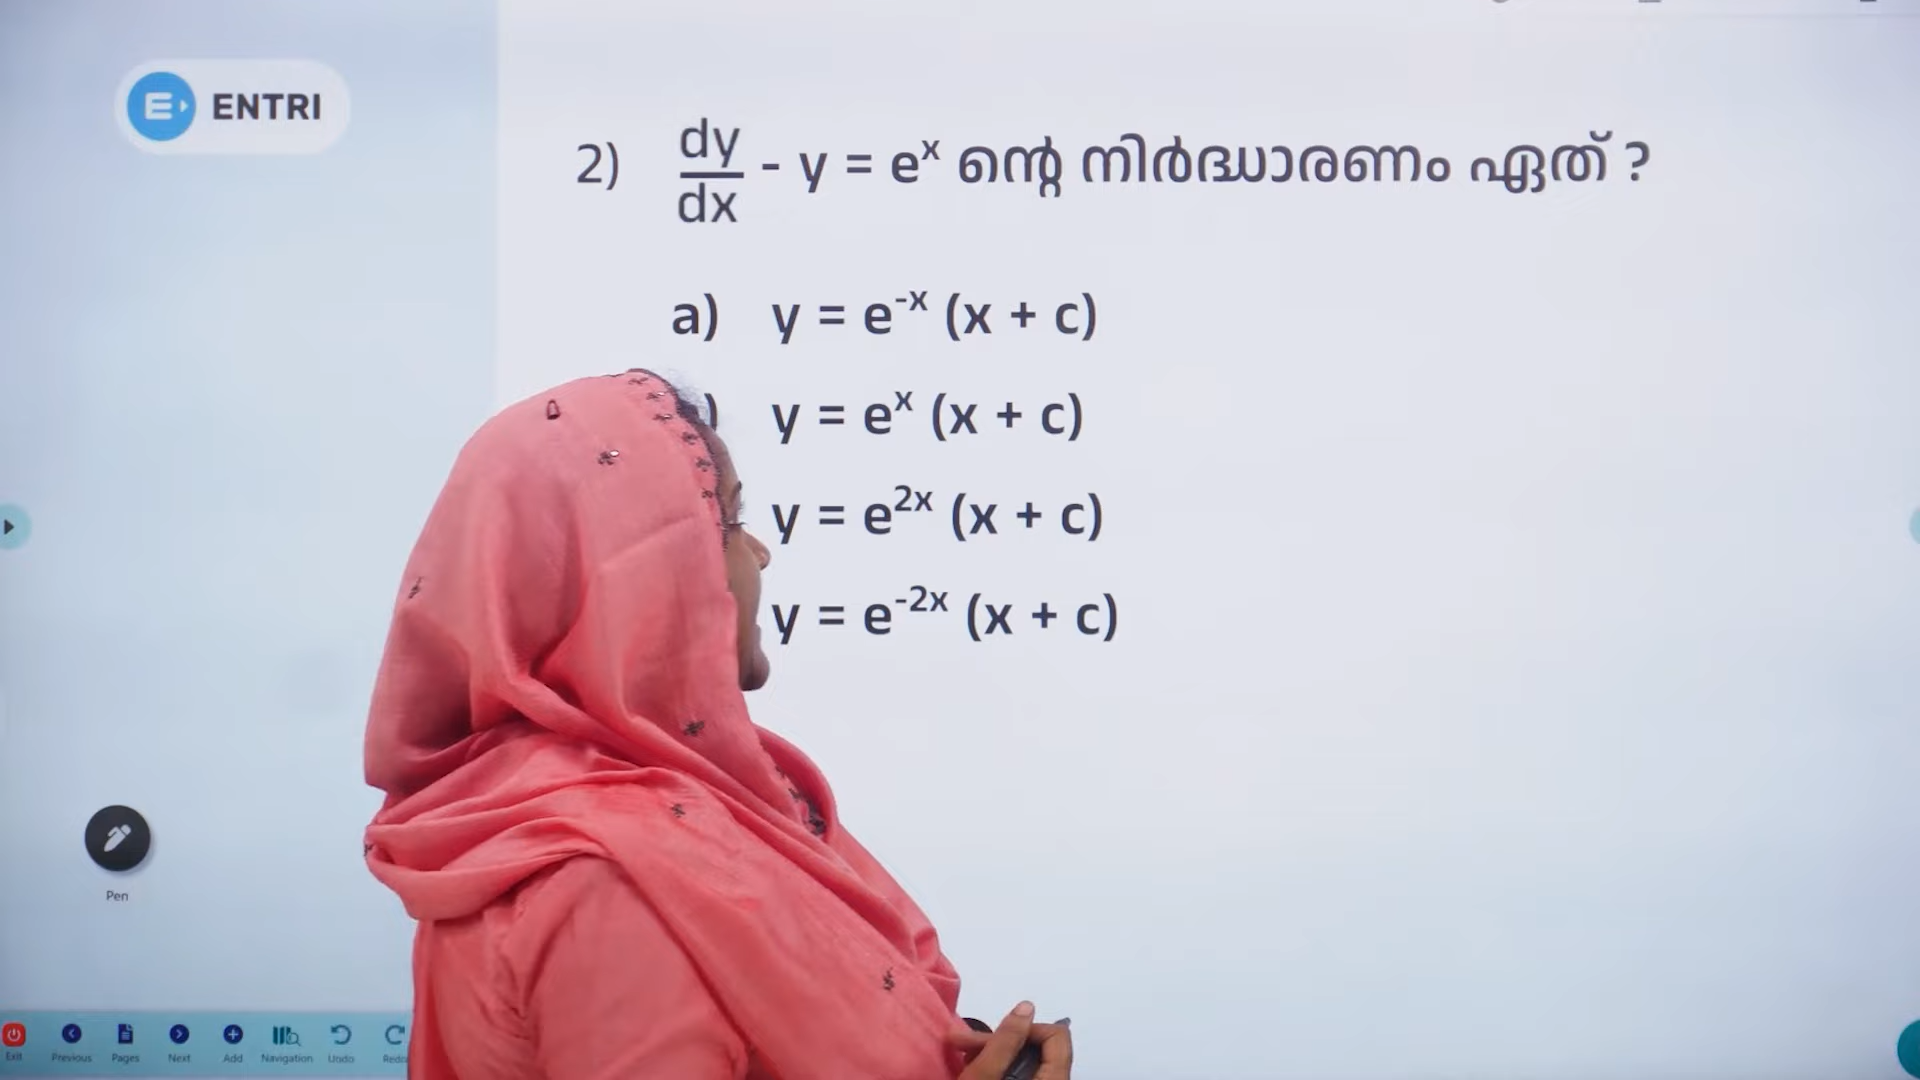 ENTRI
2) dy/dx - y = eˣ ന്റെ നിർദ്ധാരണം ഏത് ?
a) y = e⁻ˣ (x + c)
) y = eˣ (x + c)
y = e²ˣ (x + c)
y = e⁻²ˣ (x + c)
Pen
Exit Previous Pages Next Add Navigation Undo Redo